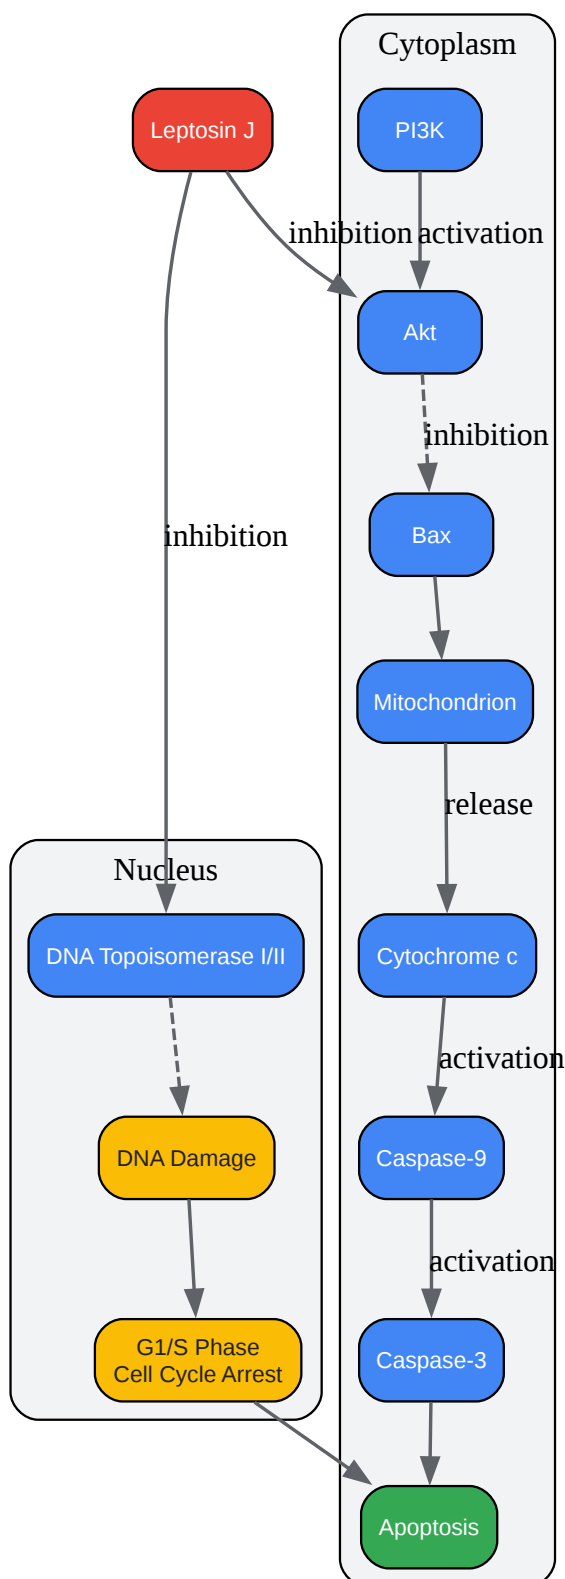 Cytoplasm
Leptosin J
PI3K
inhibition
activation
Akt
inhibition
Bax
inhibition
Mitochondrion
release
Nucleus
DNA Topoisomerase I/II
Cytochrome c
activation
DNA Damage
Caspase-9
activation
G1/S Phase
Cell Cycle Arrest
Caspase-3
Apoptosis